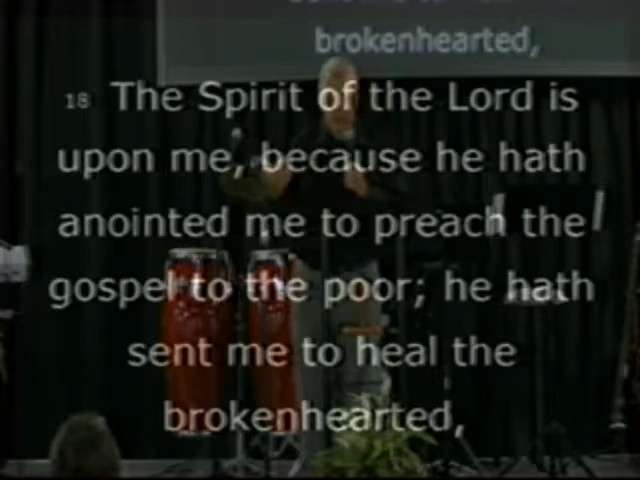 brokenhearted,
18 The Spirit of the Lord is
upon me, because he hath
anointed me to preach the
gospel to the poor; he hath
sent me to heal the
brokenhearted,